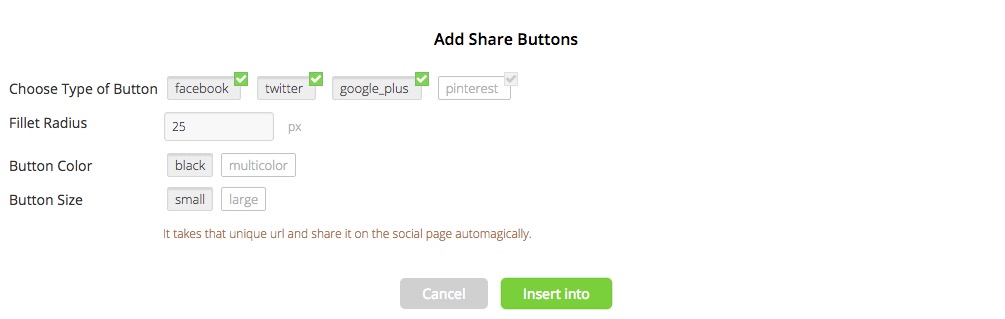 Add Share Buttons
Choose Type of Button facebook twitter google_plus pinterest
Fillet Radius 25 px
Button Color black multicolor
Button Size small large
It takes that unique url and share it on the social page automagically.
Cancel Insert into